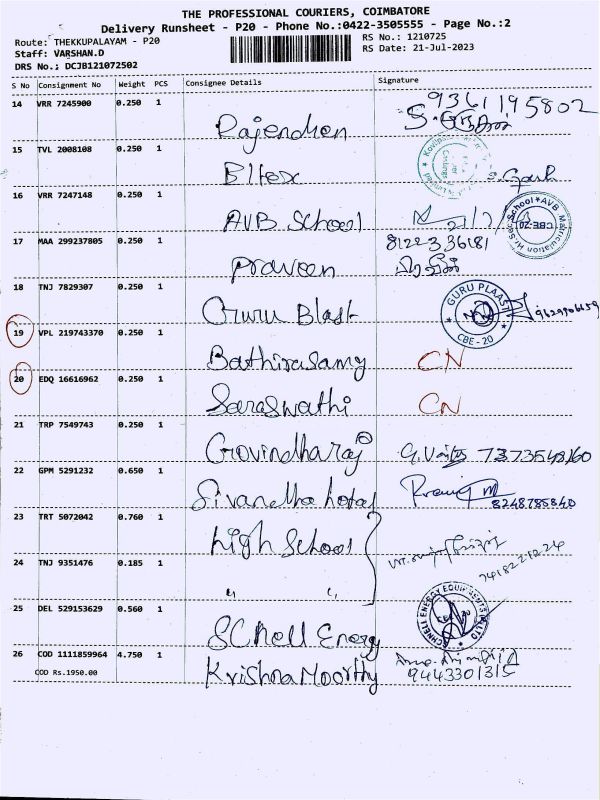 THE PROFESSIONAL COURIERS, COIMBATORE
Delivery Runsheet - P20 - Phone No.:0422-3505555 - Page No.:2
Route: THEKKUPALAYAM - P20
RS No.: 1210725
Staff: VARSHAN.D
RS Date: 21-Jul-2023
DRS No.: DCJB121072502
S No Consignment No Weight PCS Consignee Details Signature
14 VRR 7245900 0.250 1 9361195802
Rajendren
15 TVL 2008108 0.250 1
Eltex
16 VRR 7247148 0.250 1
AVB School
17 MAA 299237805 0.250 1 8122336181
Praveen
18 TNJ 7829307 0.250 1
Guru Blast GURU PLAAST CBE-20
19 VPL 219743370 0.250 1
Bathirasamy CN
20 EDQ 16616962 0.250 1
Saraswathi CN
21 TRP 7549743 0.250 1
Govindharaj
22 GPM 5291232 0.650 1
8248785840
23 TRT 5072042 0.760 1
High School
24 TNJ 9351476 0.185 1
" "
25 DEL 529153629 0.560 1
SChell Energy
26 COD 1111859964 4.750 1
COD Rs.1950.00
Krishna Moorthy 9443301315